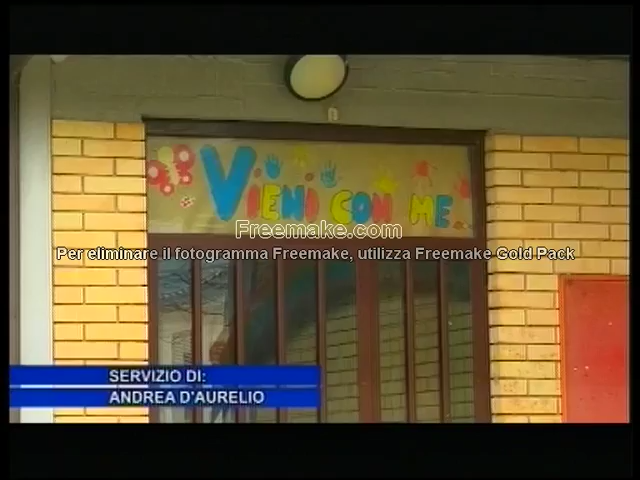 Vieni con me...
Freemake.com
Per eliminare il fotogramma Freemake, utilizza Freemake Gold Pack
SERVIZIO DI:
ANDREA D'AURELIO